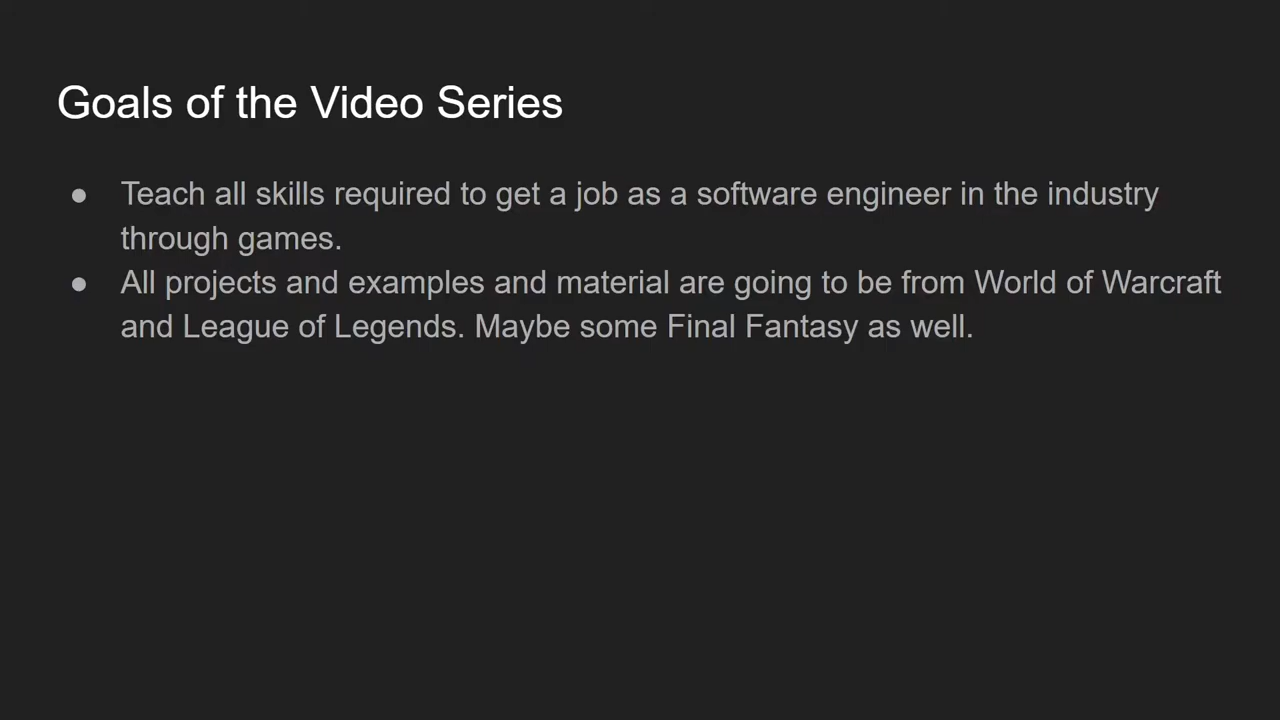 Goals of the Video Series
● Teach all skills required to get a job as a software engineer in the industry
through games.
● All projects and examples and material are going to be from World of Warcraft
and League of Legends. Maybe some Final Fantasy as well.